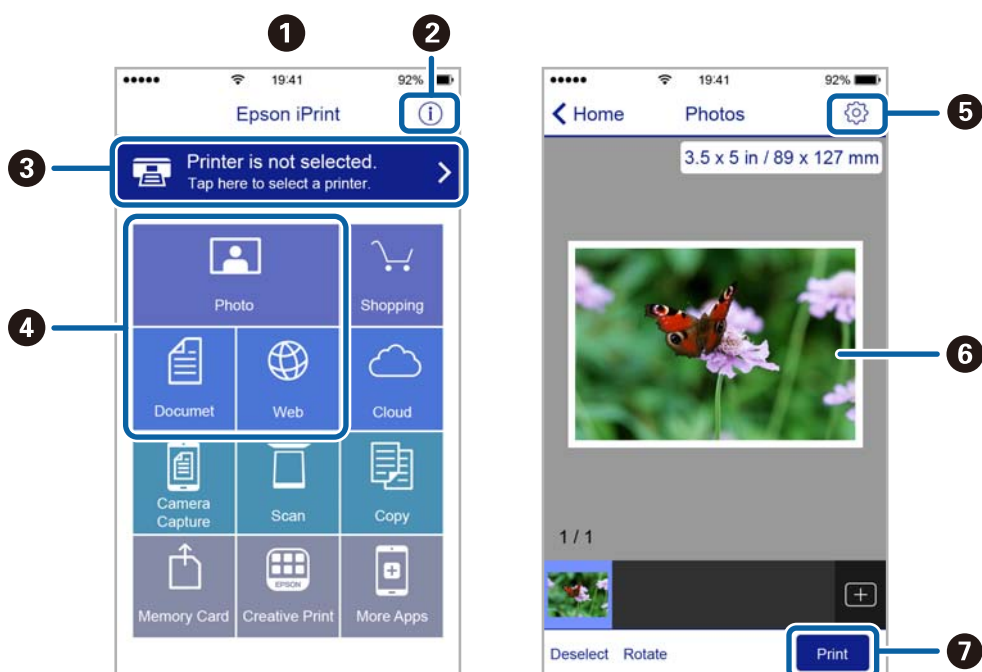 1
2
19:41
92%
Epson iPrint
3
Printer is not selected.
Tap here to select a printer.
4
Photo
Shopping
Documet
Web
Cloud
Camera
Capture
Scan
Copy
EPSON
Memory Card
Creative Print
More Apps
19:41
92%
Home
Photos
5
3.5 x 5 in / 89 x 127 mm
6
1 / 1
Deselect
Rotate
Print
7